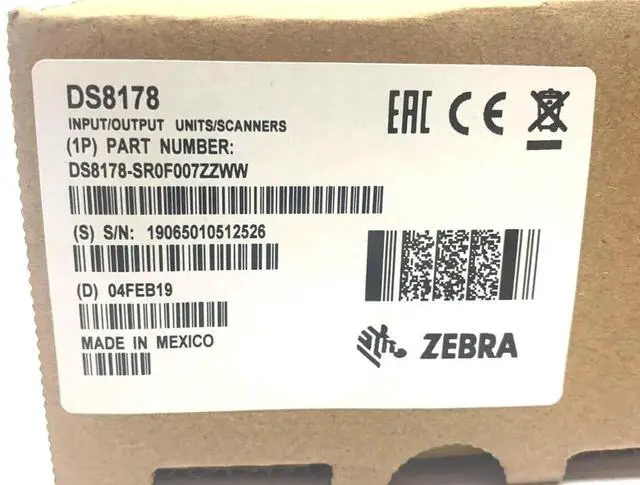 DS8178
INPUT/OUTPUT UNITS/SCANNERS
(1P) PART NUMBER:
DS8178-SR0F007ZZWW
(S) S/N: 19065010512526
(D) 04FEB19
MADE IN MEXICO
EAC CE
ZEBRA